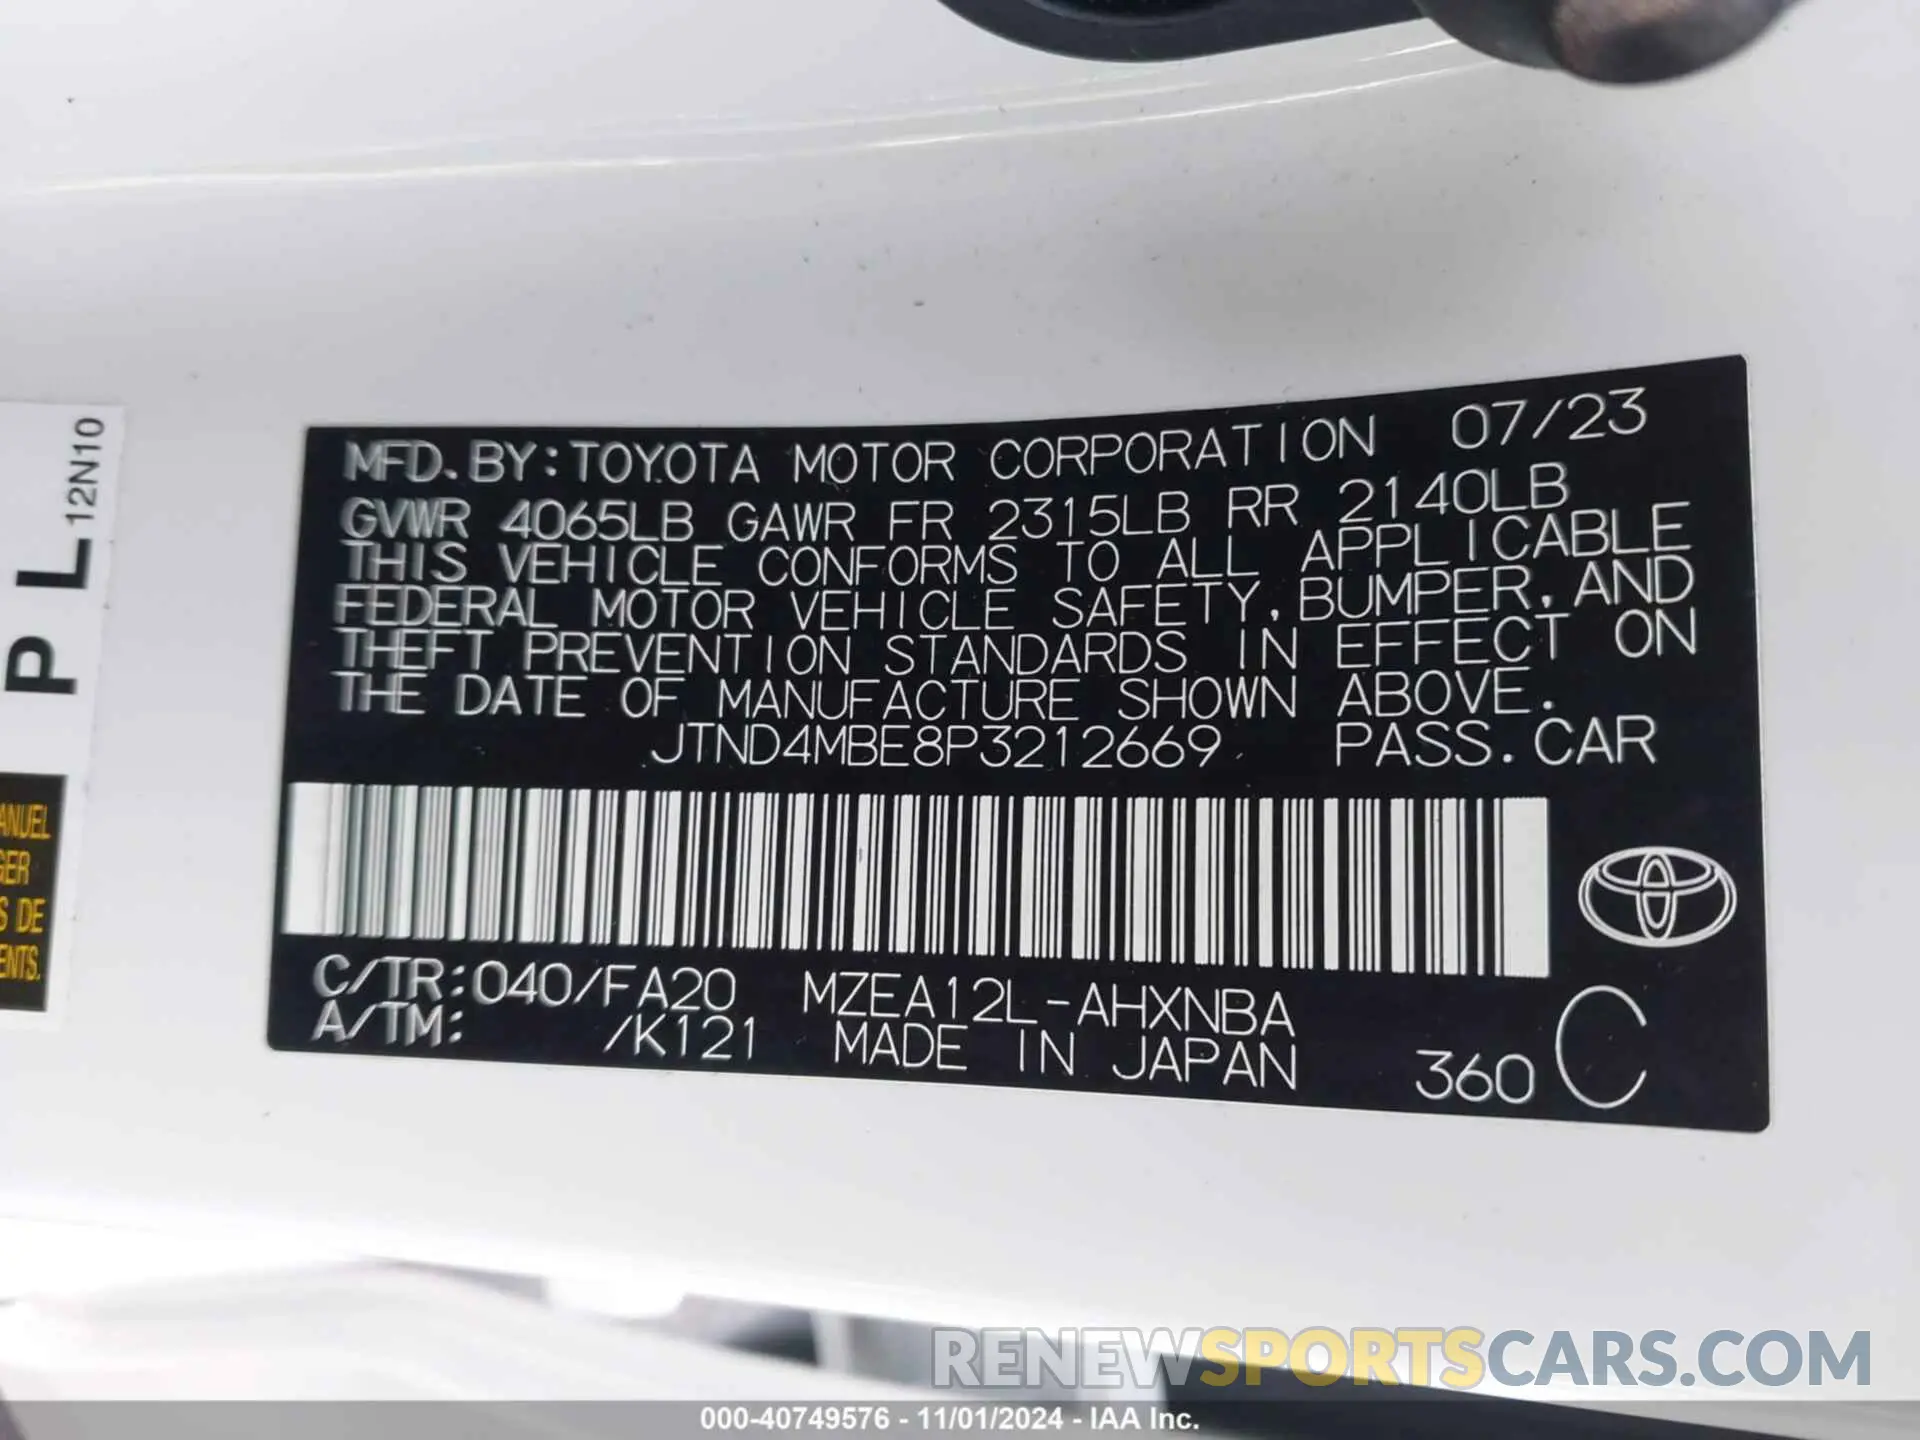 MFD. BY: TOYOTA MOTOR CORPORATION 07/23
GVWR 4065LB GAWR FR 2315LB RR 2140LB
THIS VEHICLE CONFORMS TO ALL APPLICABLE
FEDERAL MOTOR VEHICLE SAFETY, BUMPER, AND
THEFT PREVENTION STANDARDS IN EFFECT ON
THE DATE OF MANUFACTURE SHOWN ABOVE.
JTND4MBE8P3212669 PASS. CAR
C/TR: 040/FA20 MZEA12L-AHXNBA
A/TM: /K121 MADE IN JAPAN 360 C
P L 12N10
ANUEL
GER
S DE
ENTS.
RENEWSPORTSCARS.COM
000-40749576 - 11/01/2024 - IAA Inc.